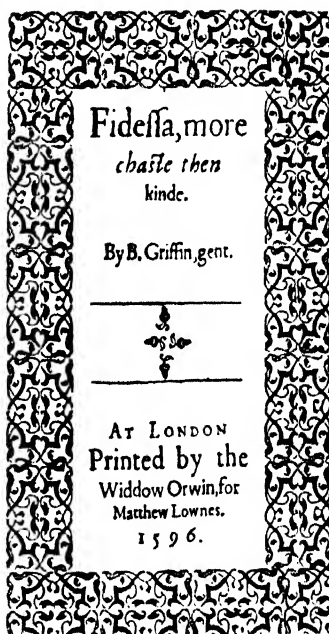 Fidessa, more
chaste then
kinde.
By B. Griffin, gent.
AT LONDON
Printed by the
Widdow Orwin, for
Matthew Lownes.
1596.